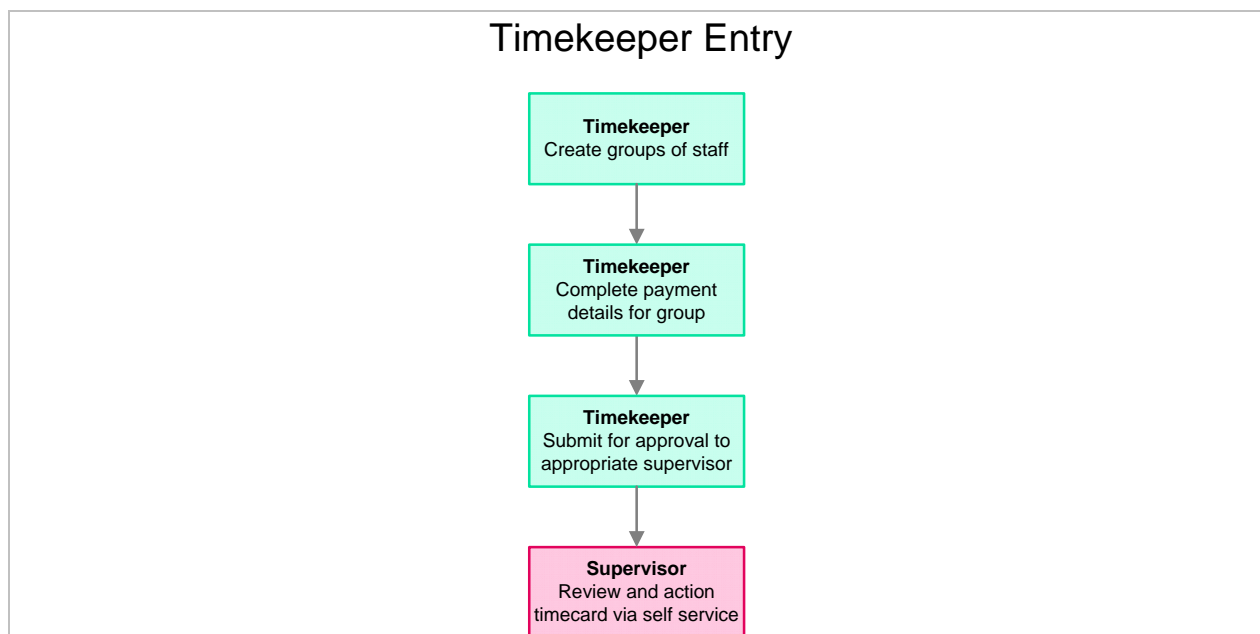 Timekeeper Entry
Timekeeper
Create groups of staff
Timekeeper
Complete payment
details for group
Timekeeper
Submit for approval to
appropriate supervisor
Supervisor
Review and action
timecard via self service